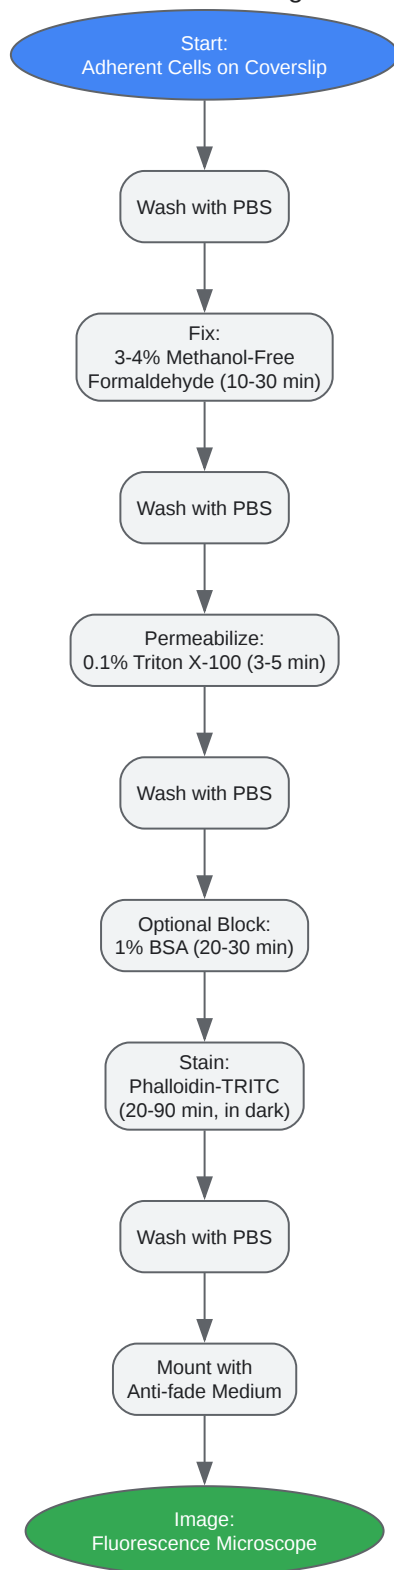 Start:
Adherent Cells on Coverslip
Wash with PBS
Fix:
3-4% Methanol-Free
Formaldehyde (10-30 min)
Wash with PBS
Permeabilize:
0.1% Triton X-100 (3-5 min)
Wash with PBS
Optional Block:
1% BSA (20-30 min)
Stain:
Phalloidin-TRITC
(20-90 min, in dark)
Wash with PBS
Mount with
Anti-fade Medium
Image:
Fluorescence Microscope